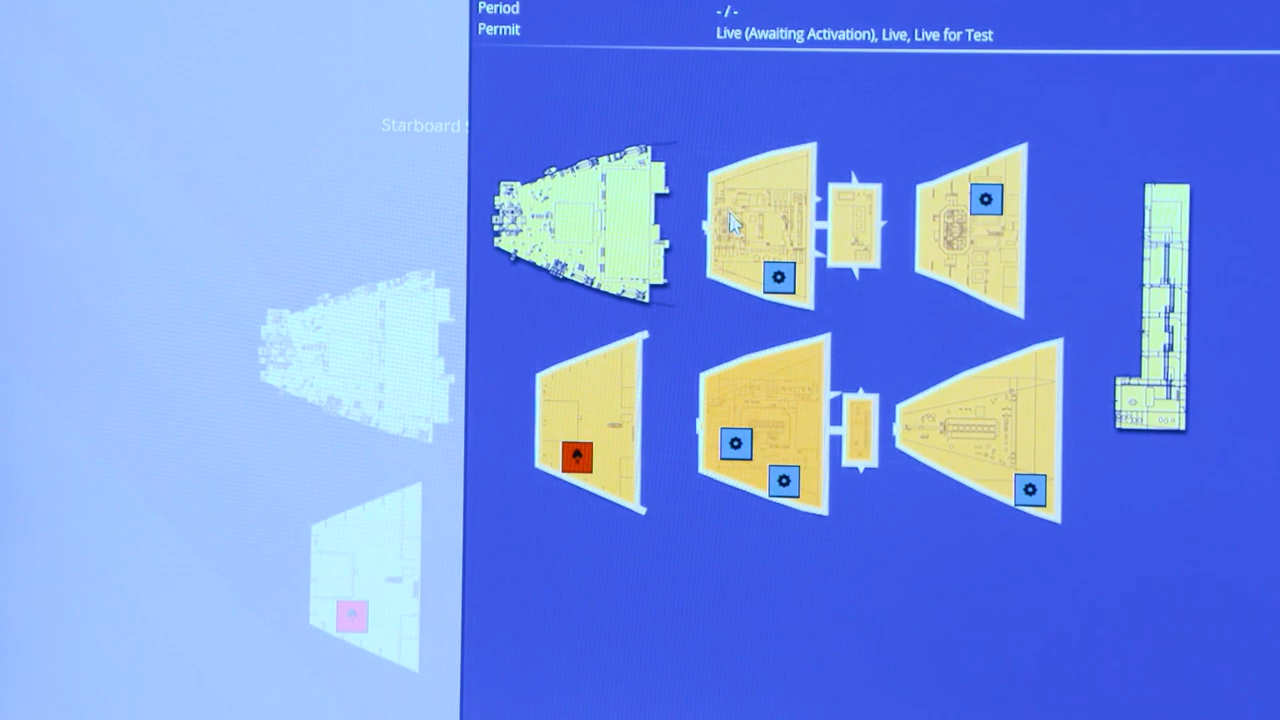 Period
- / -
Permit
Live (Awaiting Activation), Live, Live for Test
Starboard